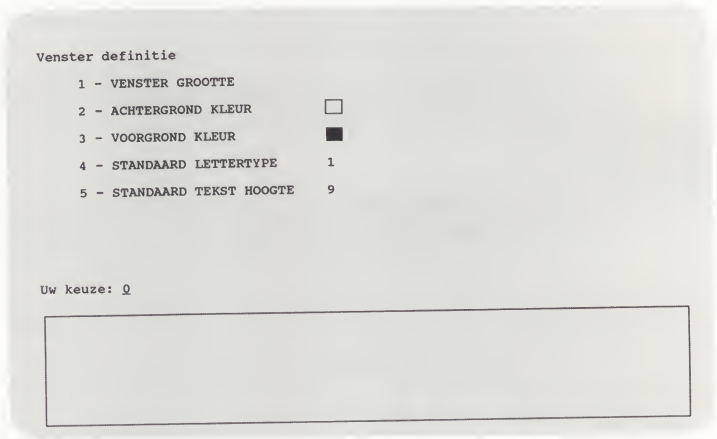 Venster definitie
1 - VENSTER GROOTTE
2 - ACHTERGROND KLEUR
3 - VOORGROND KLEUR
4 - STANDAARD LETTERTYPE 1
5 - STANDAARD TEKST HOOGTE 9
Uw keuze: 0